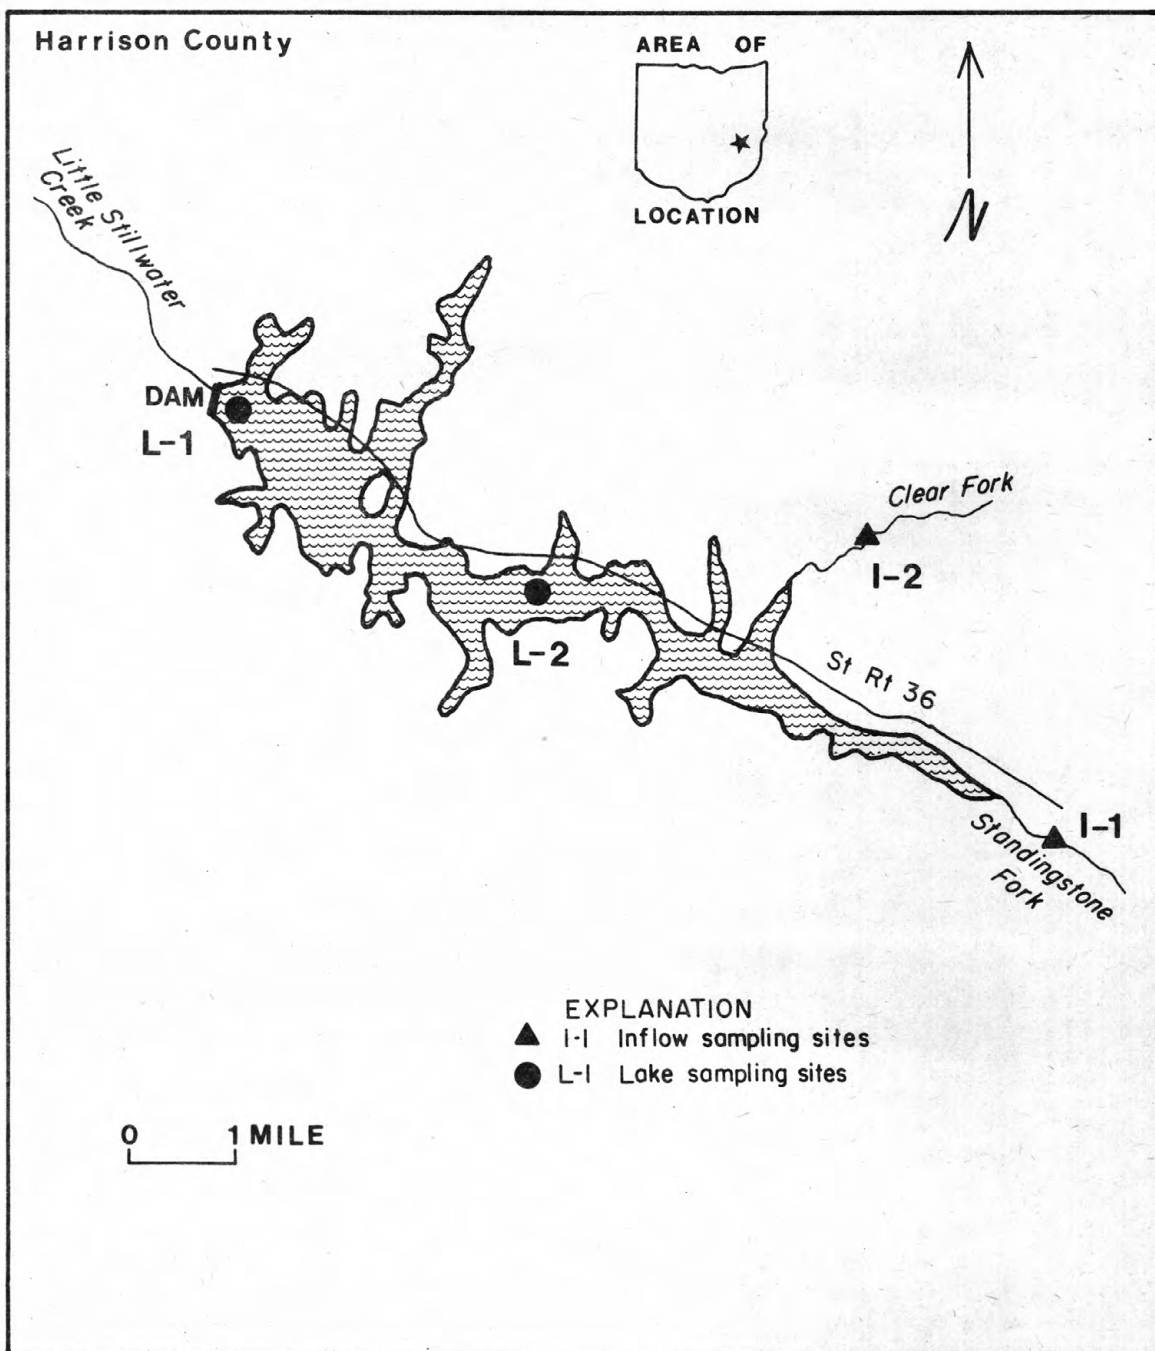 Harrison County
AREA OF
LOCATION
N
Little Stillwater
Creek
DAM
L-1
Clear Fork
I-2
L-2
St Rt 36
I-1
Standingstone
Fork
EXPLANATION
I-1 Inflow sampling sites
L-1 Lake sampling sites
0 1 MILE